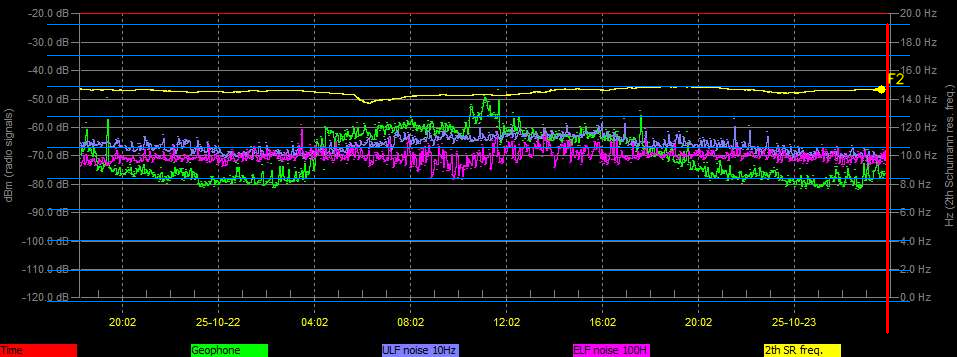 -20.0 dB 20.0 Hz
-30.0 dB 18.0 Hz
-40.0 dB 16.0 Hz
F2
-50.0 dB 14.0 Hz
-60.0 dB 12.0 Hz
-70.0 dB 10.0 Hz
-80.0 dB 8.0 Hz
-90.0 dB 6.0 Hz
-100.0 dB 4.0 Hz
-110.0 dB 2.0 Hz
-120.0 dB 0.0 Hz
dBm (radio signals)
Hz (2th Schumann res. freq.)
20:02 25-10-22 04:02 08:02 12:02 16:02 20:02 25-10-23
Time Geophone ULF noise 10Hz ELF noise 100H 2th SR freq.